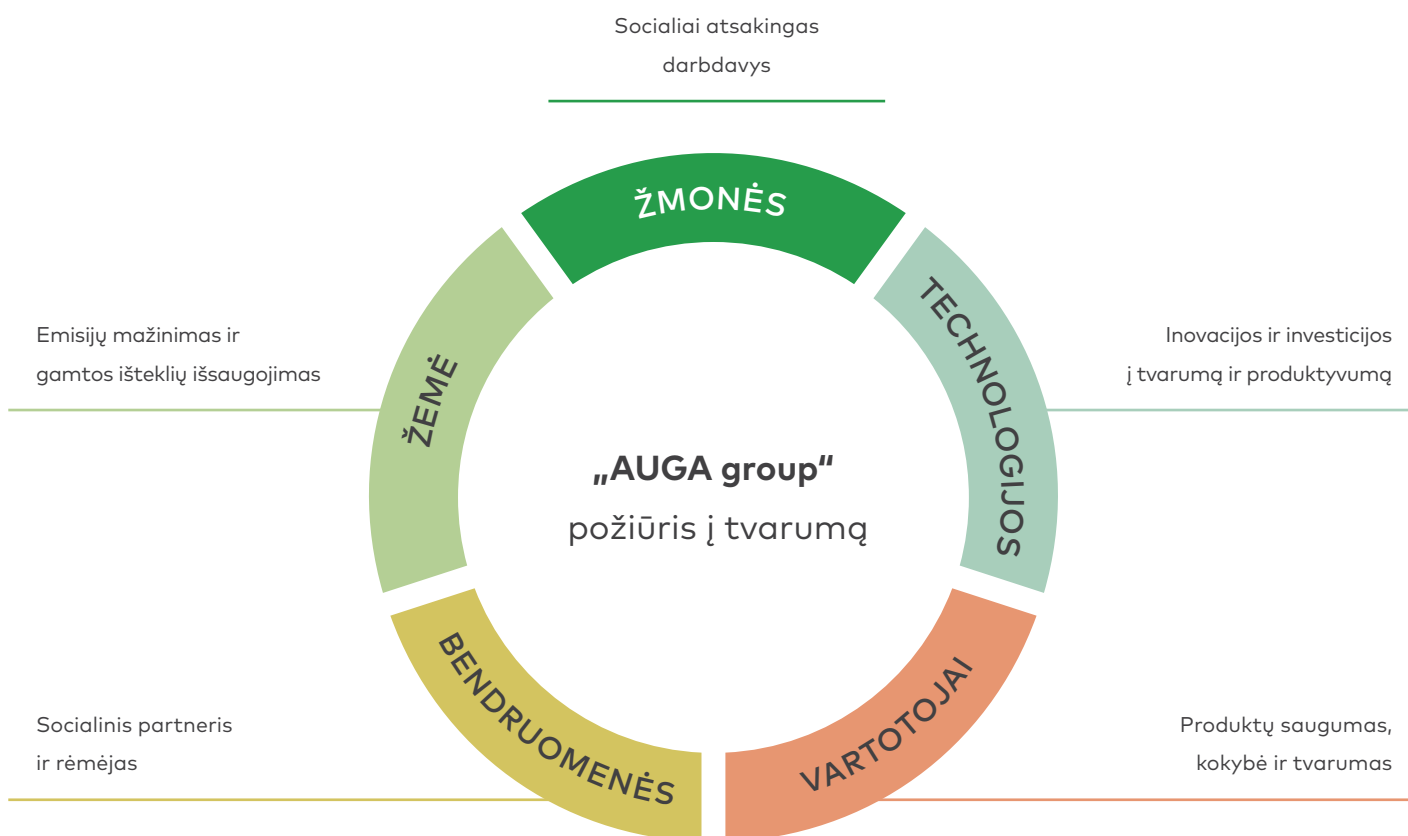 Socialiai atsakingas
darbdavys
ŽMONĖS
TECHNOLOGIJOS
Inovacijos ir investicijos
į tvarumą ir produktyvumą
Emisijų mažinimas ir
gamtos išteklių išsaugojimas
ŽEMĖ
„AUGA group“
požiūris į tvarumą
BENDRUOMENĖS
Socialinis partneris
ir rėmėjas
VARTOTOJAI
Produktų saugumas,
kokybė ir tvarumas